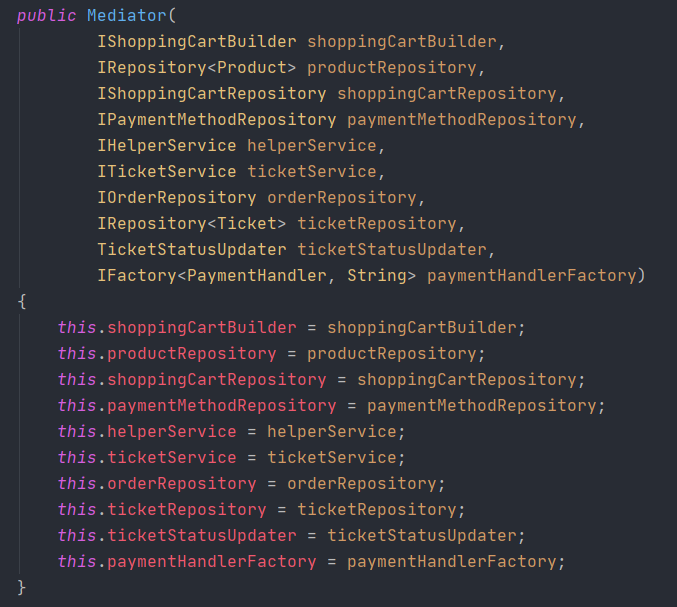 public Mediator(
IShoppingCartBuilder shoppingCartBuilder,
IRepository<Product> productRepository,
IShoppingCartRepository shoppingCartRepository,
IPaymentMethodRepository paymentMethodRepository,
IHelperService helperService,
ITicketService ticketService,
IOrderRepository orderRepository,
IRepository<Ticket> ticketRepository,
TicketStatusUpdater ticketStatusUpdater,
IFactory<PaymentHandler, String> paymentHandlerFactory)
{
this.shoppingCartBuilder = shoppingCartBuilder;
this.productRepository = productRepository;
this.shoppingCartRepository = shoppingCartRepository;
this.paymentMethodRepository = paymentMethodRepository;
this.helperService = helperService;
this.ticketService = ticketService;
this.orderRepository = orderRepository;
this.ticketRepository = ticketRepository;
this.ticketStatusUpdater = ticketStatusUpdater;
this.paymentHandlerFactory = paymentHandlerFactory;
}